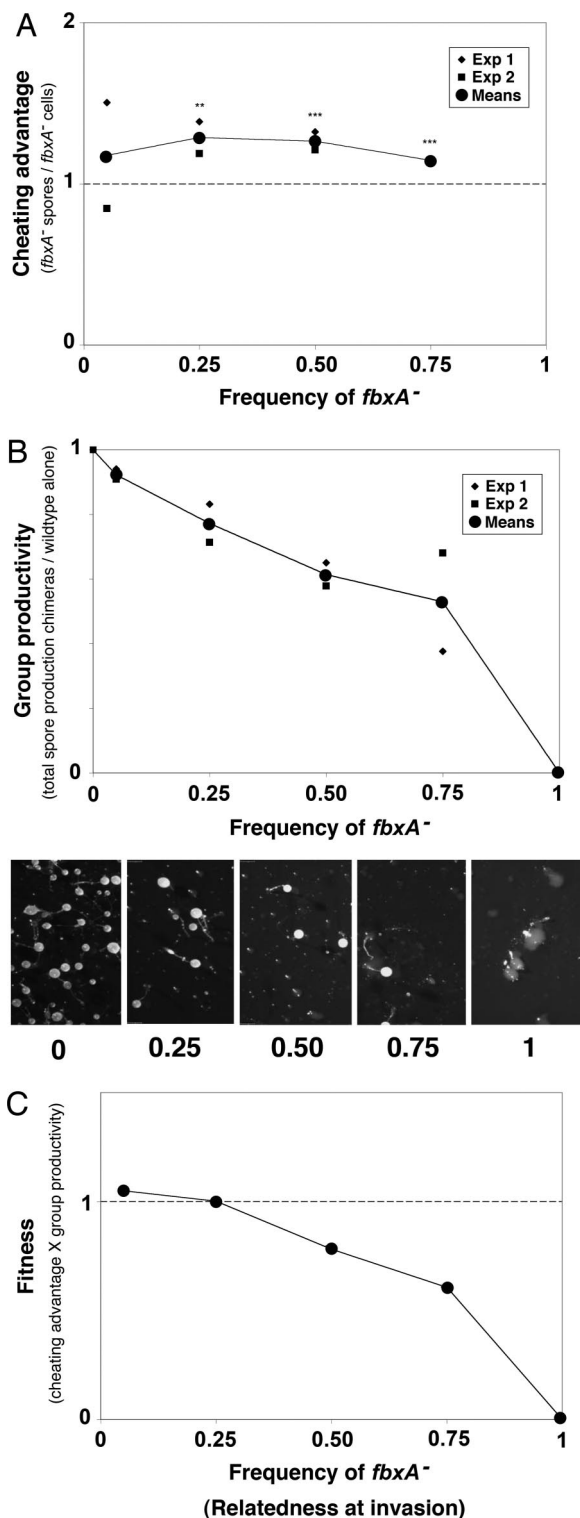 A
2
Cheating advantage
(fbxA- spores / fbxA- cells)
Exp 1
Exp 2
Means
**
***
***
1
0
0
0.25
0.50
0.75
1
Frequency of fbxA-
B
1
Group productivity
(total spore production chimeras / wildtype alone)
Exp 1
Exp 2
Means
0
0
0.25
0.50
0.75
1
Frequency of fbxA-
0
0.25
0.50
0.75
1
C
Fitness
(cheating advantage X group productivity)
1
0
0
0.25
0.50
0.75
1
Frequency of fbxA-
(Relatedness at invasion)